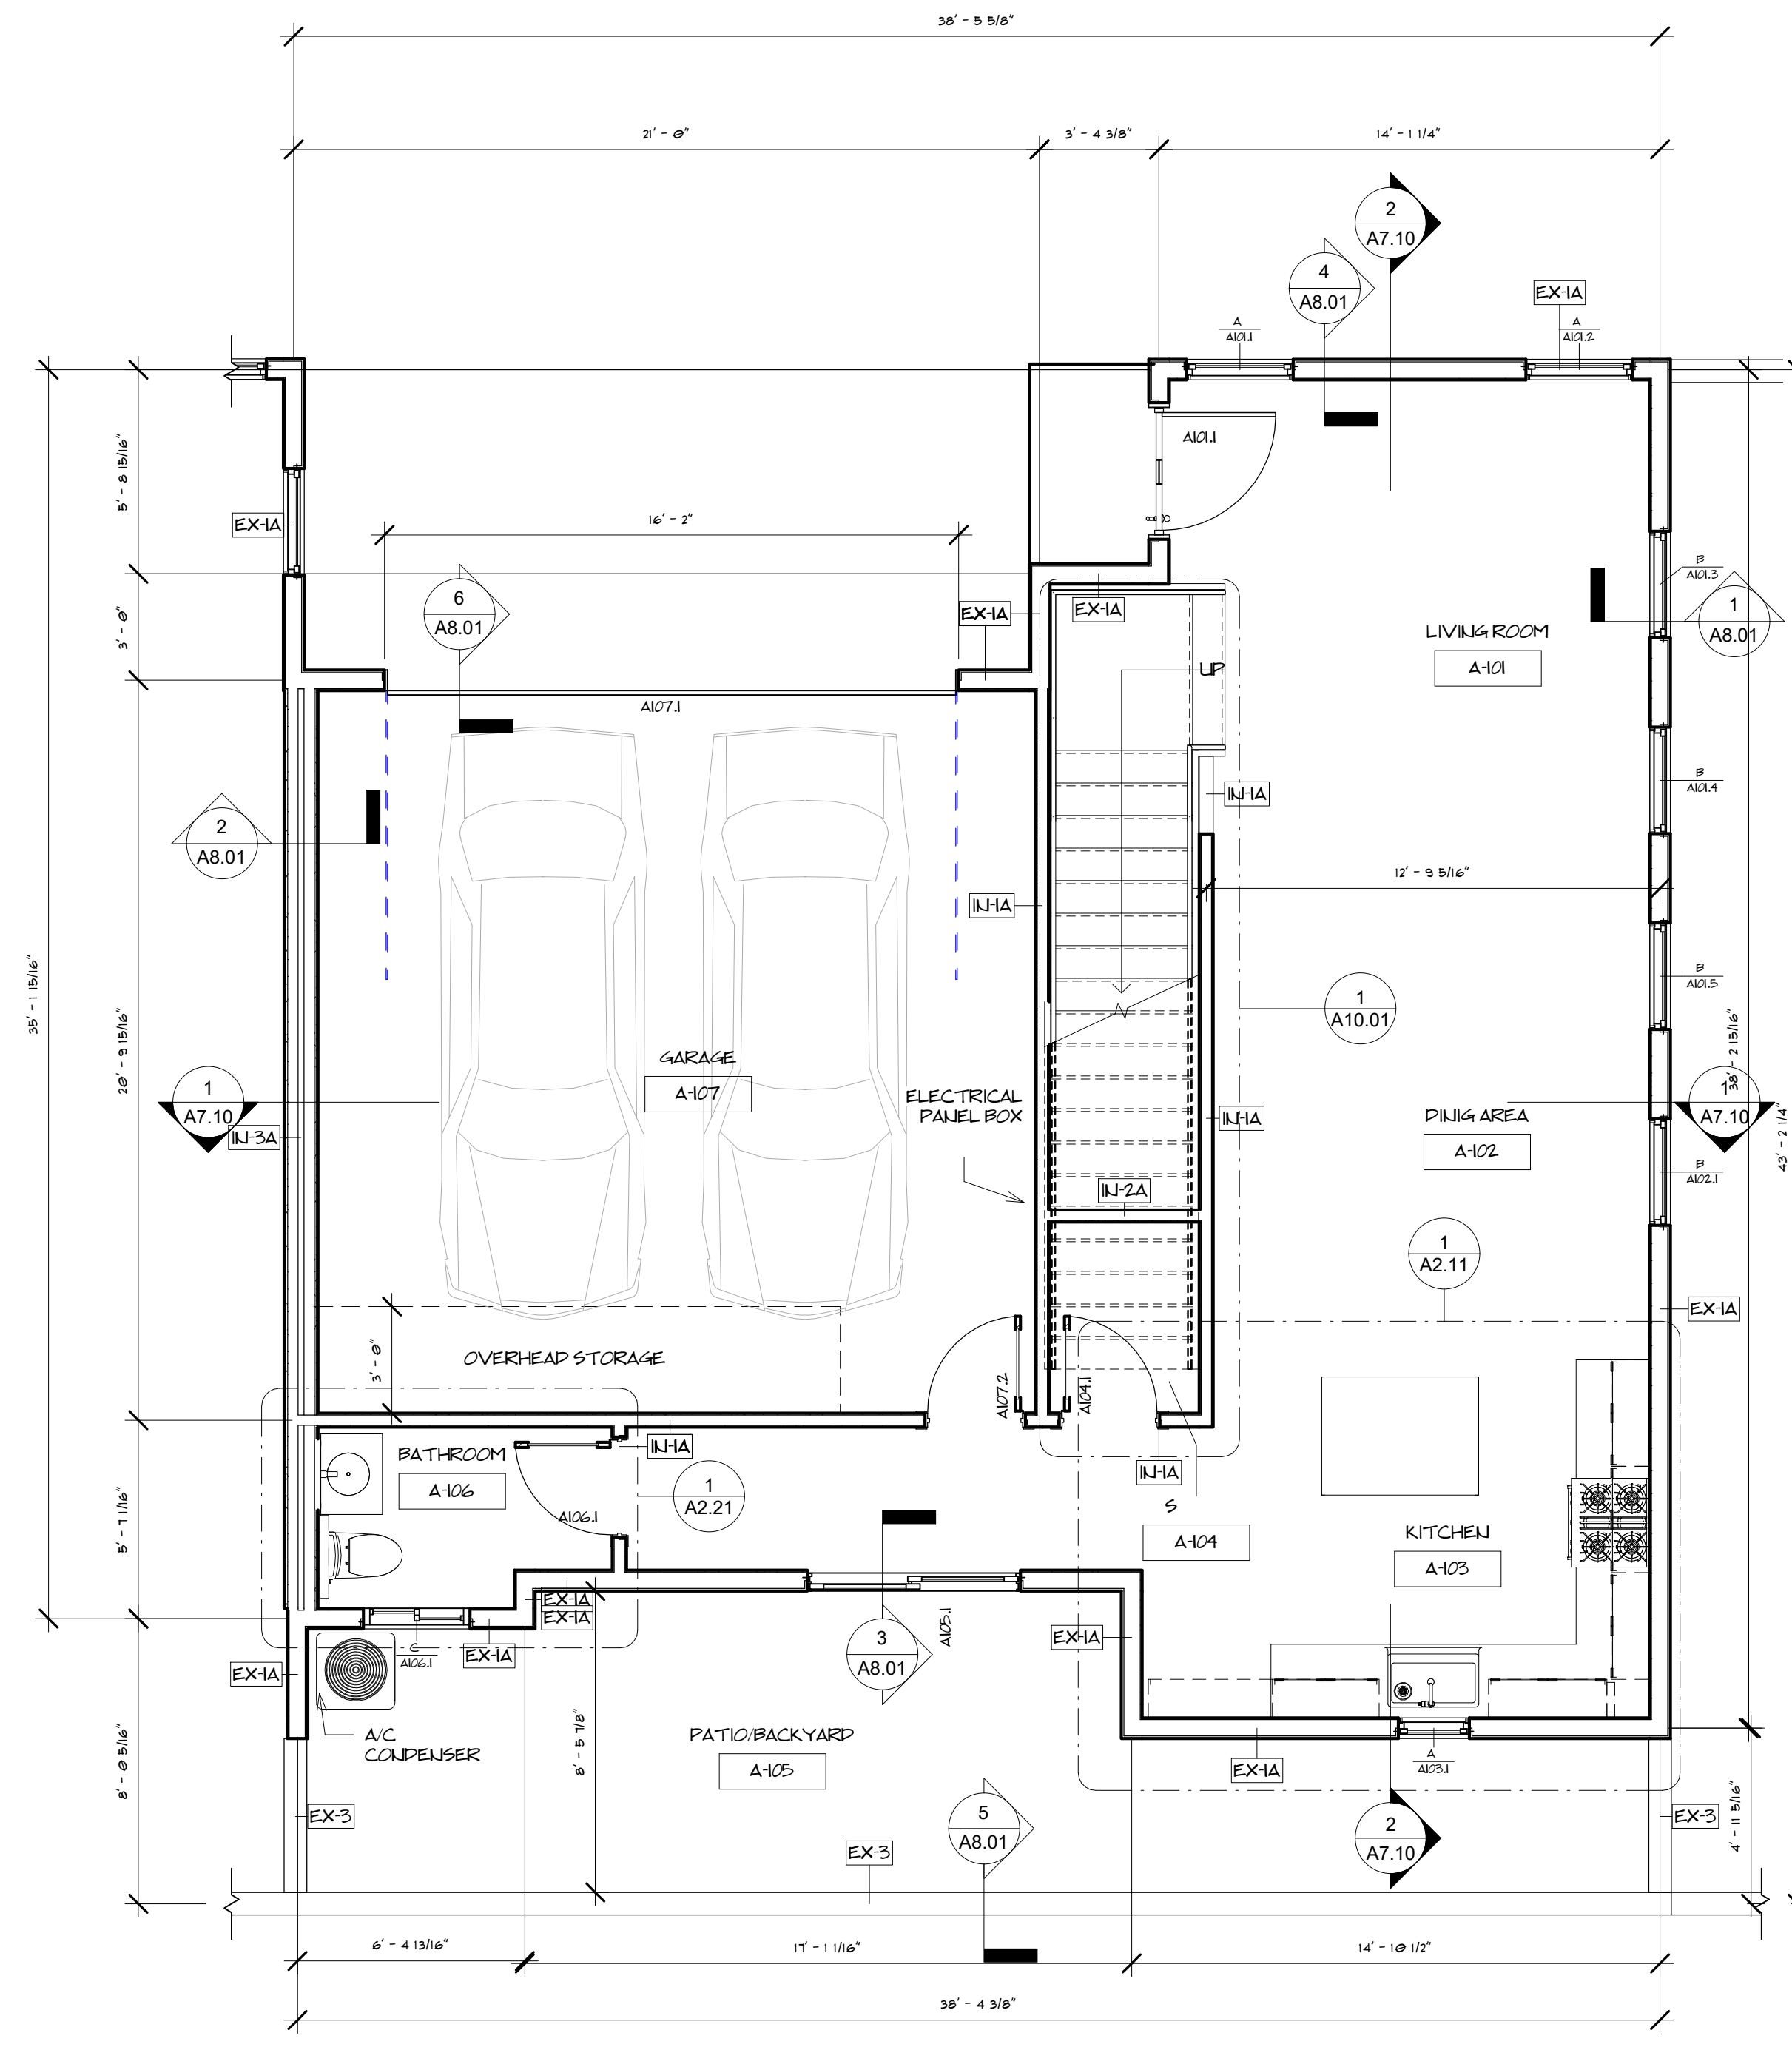 38' - 5 5/8"
21' - 0"
3' - 4 3/8"
14' - 1 1/4"
2
A7.10
4
A8.01
EX-1A
A
A101.1
A
A101.2
A101.1
5' - 8 15/16"
EX-1A
16' - 2"
B
A101.3
6
A8.01
EX-1A
EX-1A
1
A8.01
3' - 0"
LIVING ROOM
A-101
UP
A107.1
B
A101.4
IN-1A
2
A8.01
12' - 9 5/16"
IN-1A
B
A101.5
35' - 1 15/16"
1
A10.01
20' - 9 15/16"
38' - 2 15/16"
GARAGE
A-107
ELECTRICAL
PANEL BOX
1
A7.10
IN-3A
IN-1A
DINIG AREA
A-102
1
A7.10
43' - 2 1/4"
B
A102.1
IN-2A
1
A2.11
EX-1A
OVERHEAD STORAGE
3' - 0"
A107.2
A104.1
BATHROOM
A-106
IN-1A
IN-1A
1
A2.21
A106.1
S
A-104
KITCHEN
A-103
5' - 7 1/16"
EX-1A
EX-1A
A105.1
EX-1A
EX-1A
3
A8.01
C
A106.1
EX-1A
A/C
CONDENSER
PATIO/BACKYARD
A-105
8' - 5 7/8"
8' - 0 5/16"
EX-1A
A
A103.1
EX-3
5
A8.01
2
A7.10
EX-3
4' - 11 5/16"
EX-3
6' - 4 13/16"
17' - 1 1/16"
14' - 10 1/2"
38' - 4 3/8"